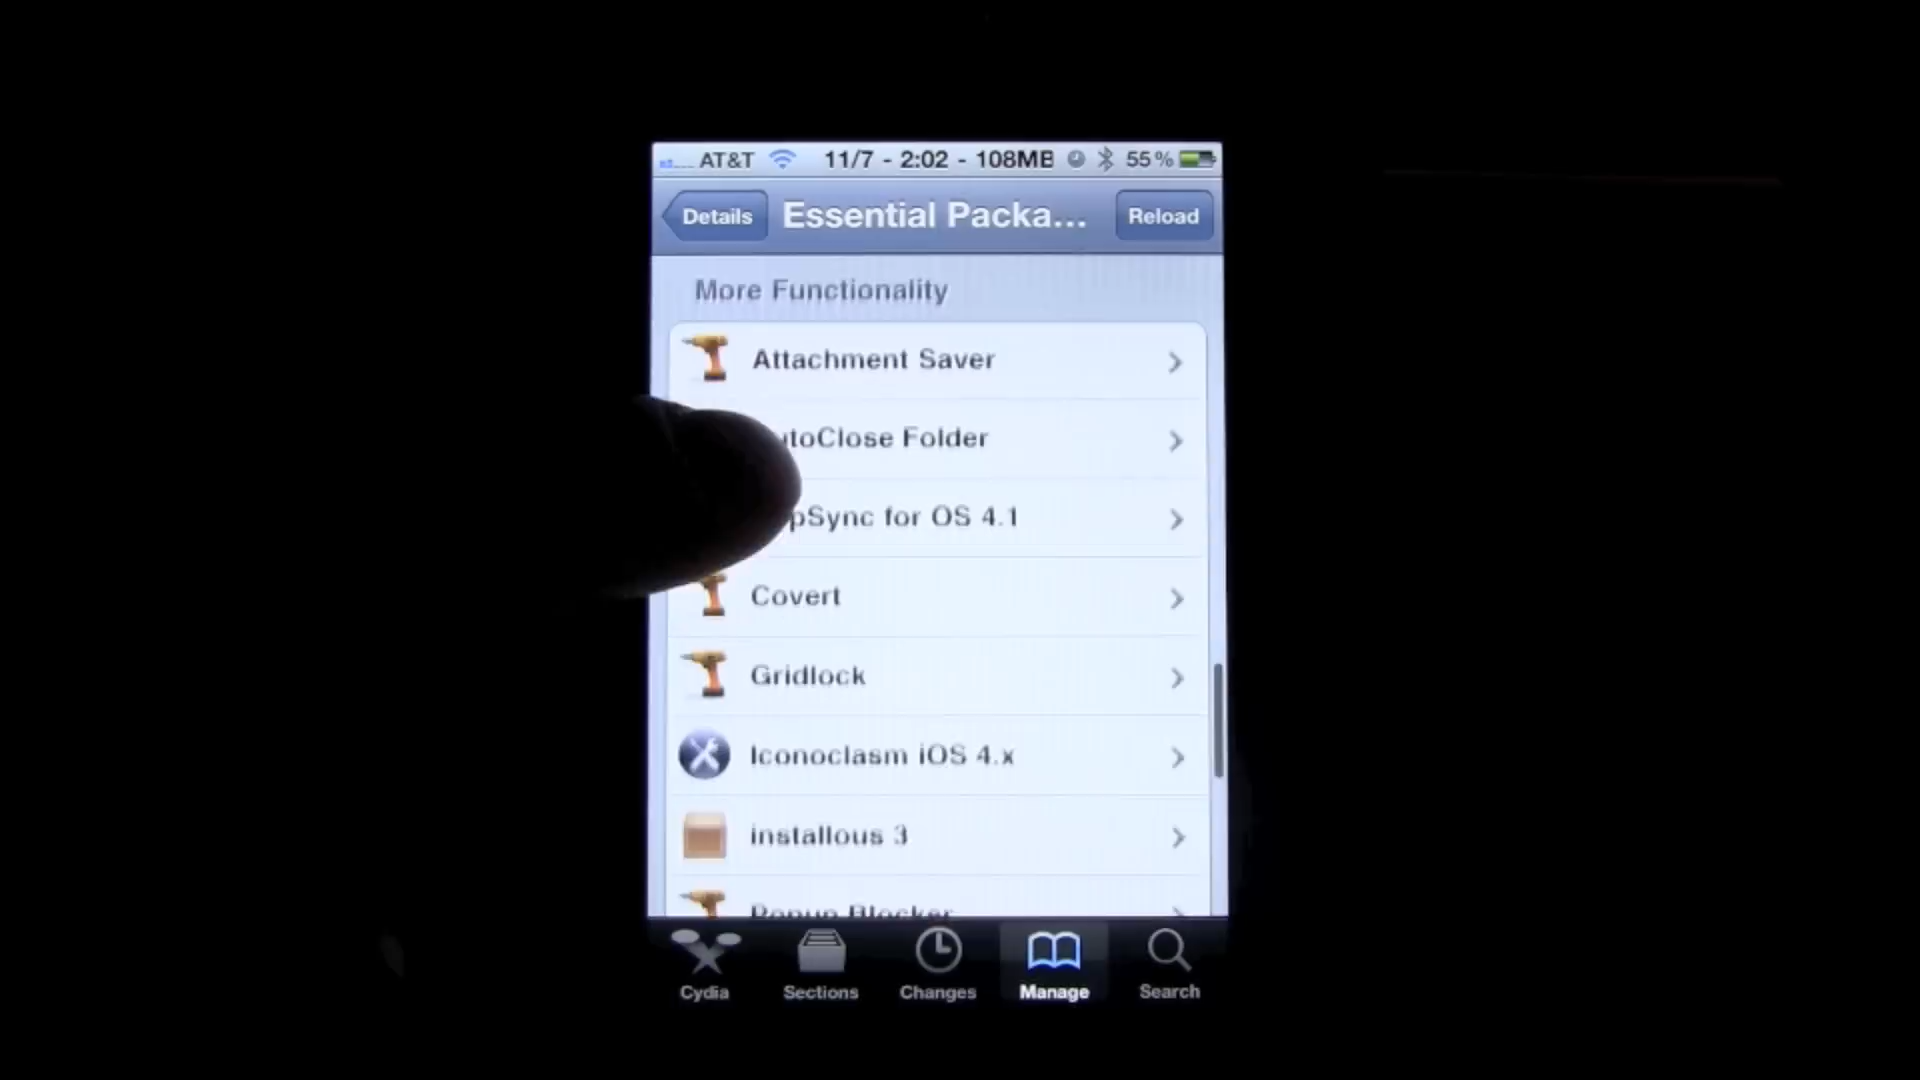 AT&T 11/7 - 2:02 - 108MB 55%
Details Essential Packa... Reload
More Functionality
Attachment Saver
utoClose Folder
pSync for OS 4.1
Covert
Gridlock
Iconoclasm iOS 4.x
installous 3
Popup Blocker
Cydia Sections Changes Manage Search